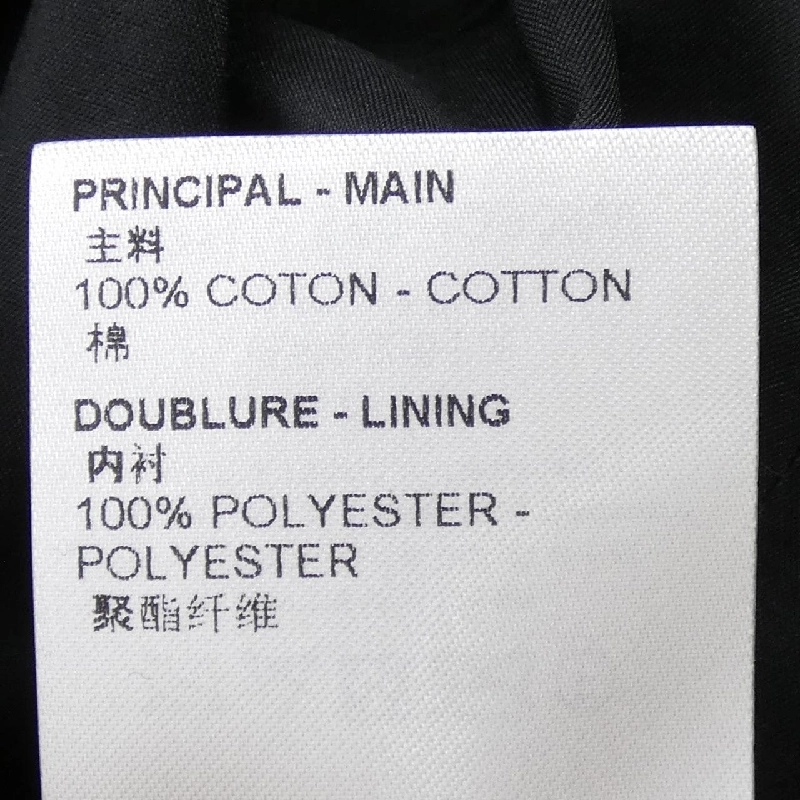 PRINCIPAL - MAIN
主料
100% COTON - COTTON
棉
DOUBLURE - LINING
内衬
100% POLYESTER -
POLYESTER
聚酯纤维